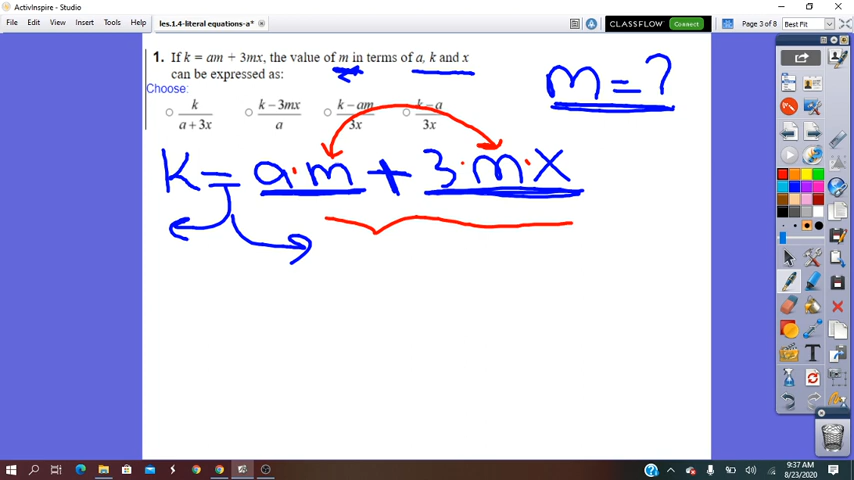 ActivInspire - Studio
File Edit View Insert Tools Help
les.1.4-literal equations-a*
CLASSFLOW Connect
Page 3 of 8
Best Fit
1. If k = am + 3mx, the value of m in terms of a, k and x
can be expressed as:
Choose:
k/(a + 3x) (k – 3mx)/a (k – am)/3x (k – a)/3x
m = ?
k = a·m + 3·m·x
9:37 AM
8/23/2020